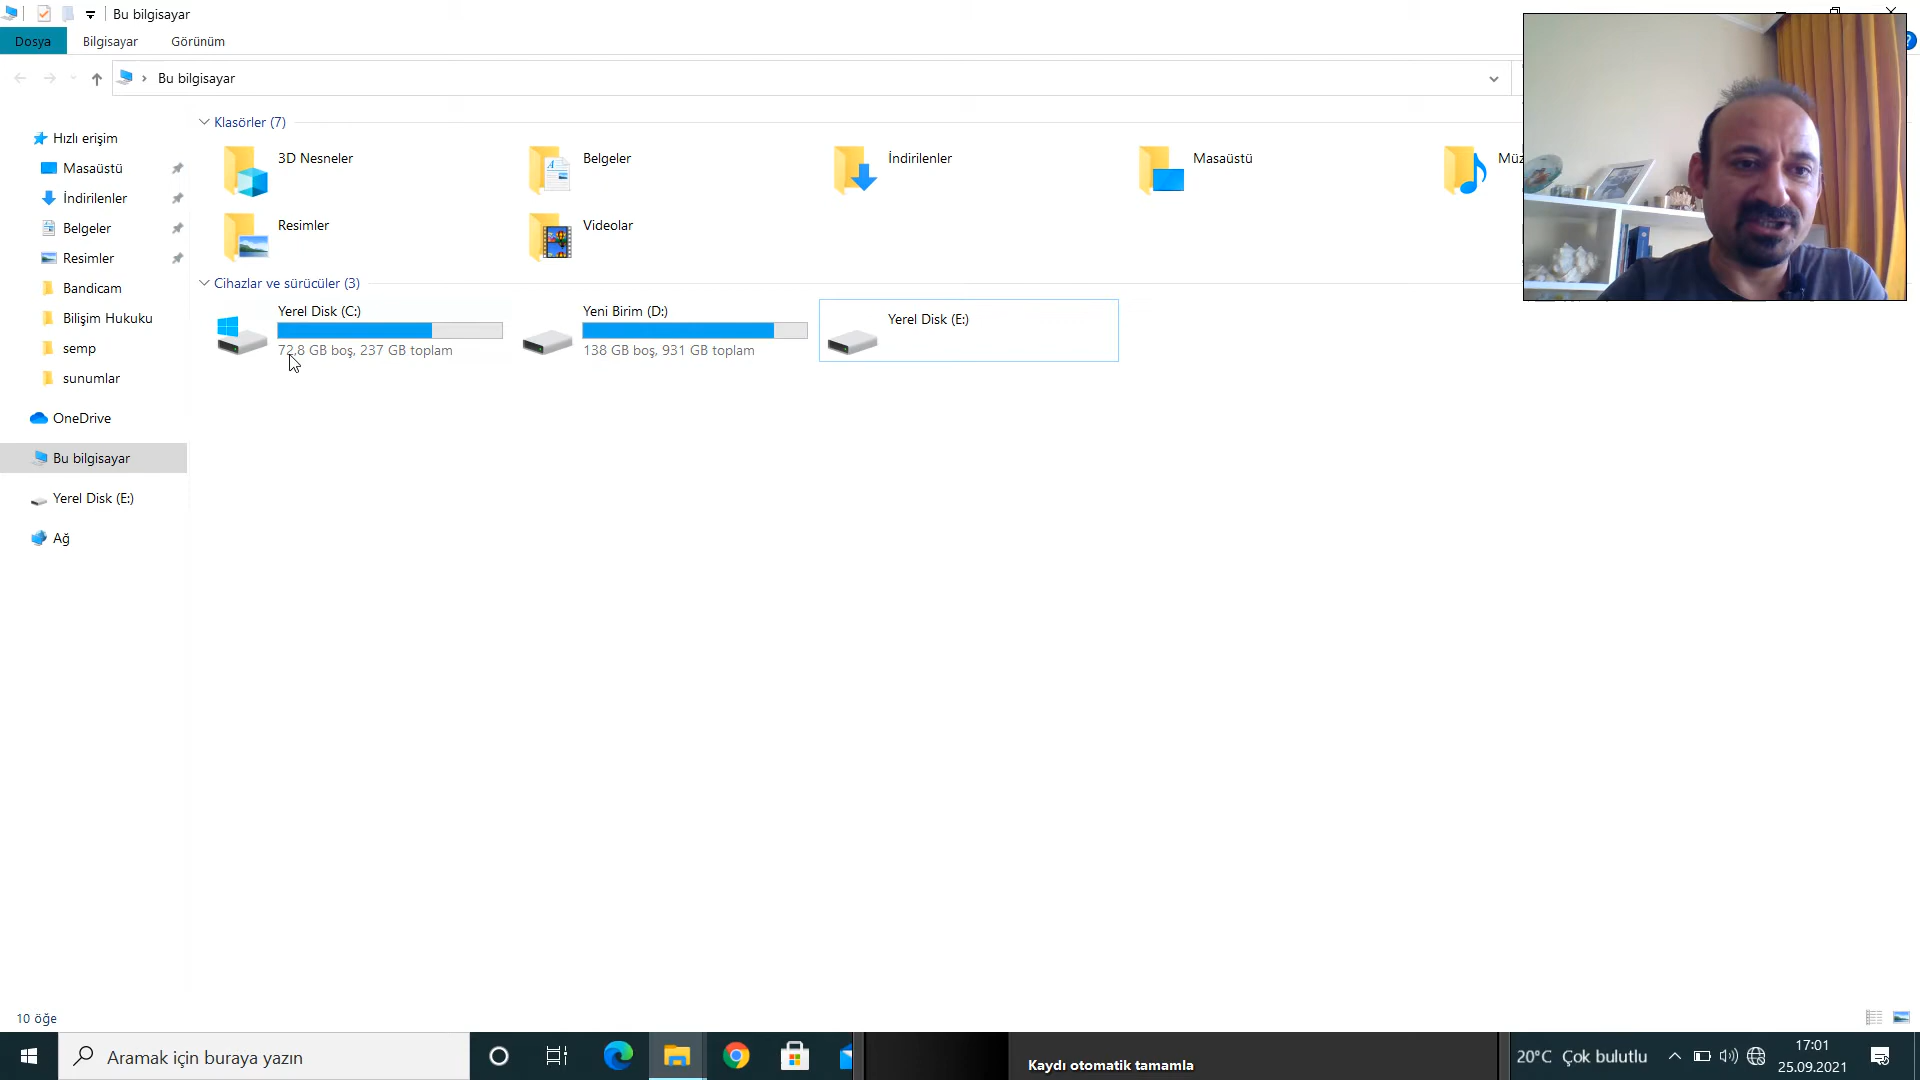 Bu bilgisayar
Dosya
Bilgisayar
Görünüm
Bu bilgisayar
Hızlı erişim
Masaüstü
İndirilenler
Belgeler
Resimler
Bandicam
Bilişim Hukuku
semp
sunumlar
OneDrive
Bu bilgisayar
Yerel Disk (E:)
Ağ
Klasörler (7)
3D Nesneler
Belgeler
İndirilenler
Masaüstü
Müz
Resimler
Videolar
Cihazlar ve sürücüler (3)
Yerel Disk (C:)
72,8 GB boş, 237 GB toplam
Yeni Birim (D:)
138 GB boş, 931 GB toplam
Yerel Disk (E:)
10 öğe
Aramak için buraya yazın
Kaydı otomatik tamamla
20°C Çok bulutlu
17:01
25.09.2021